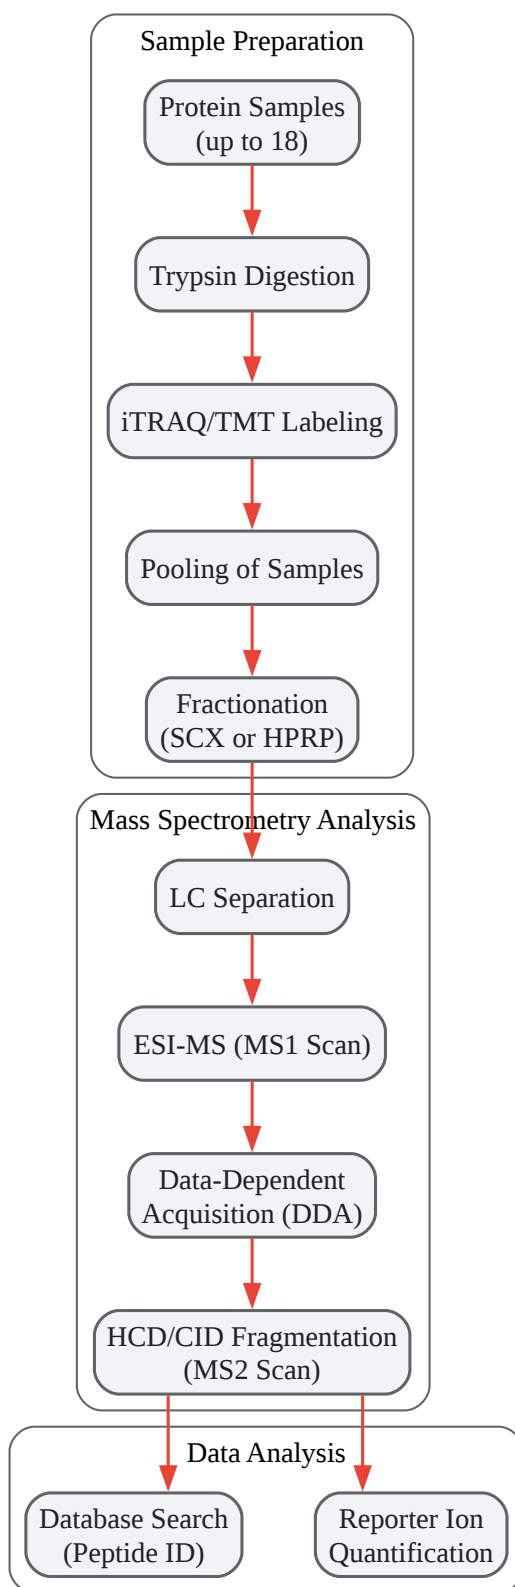 Sample Preparation
Protein Samples
(up to 18)
Trypsin Digestion
iTRAQ/TMT Labeling
Pooling of Samples
Fractionation
(SCX or HPRP)
Mass Spectrometry Analysis
LC Separation
ESI-MS (MS1 Scan)
Data-Dependent
Acquisition (DDA)
HCD/CID Fragmentation
(MS2 Scan)
Data Analysis
Database Search
(Peptide ID)
Reporter Ion
Quantification